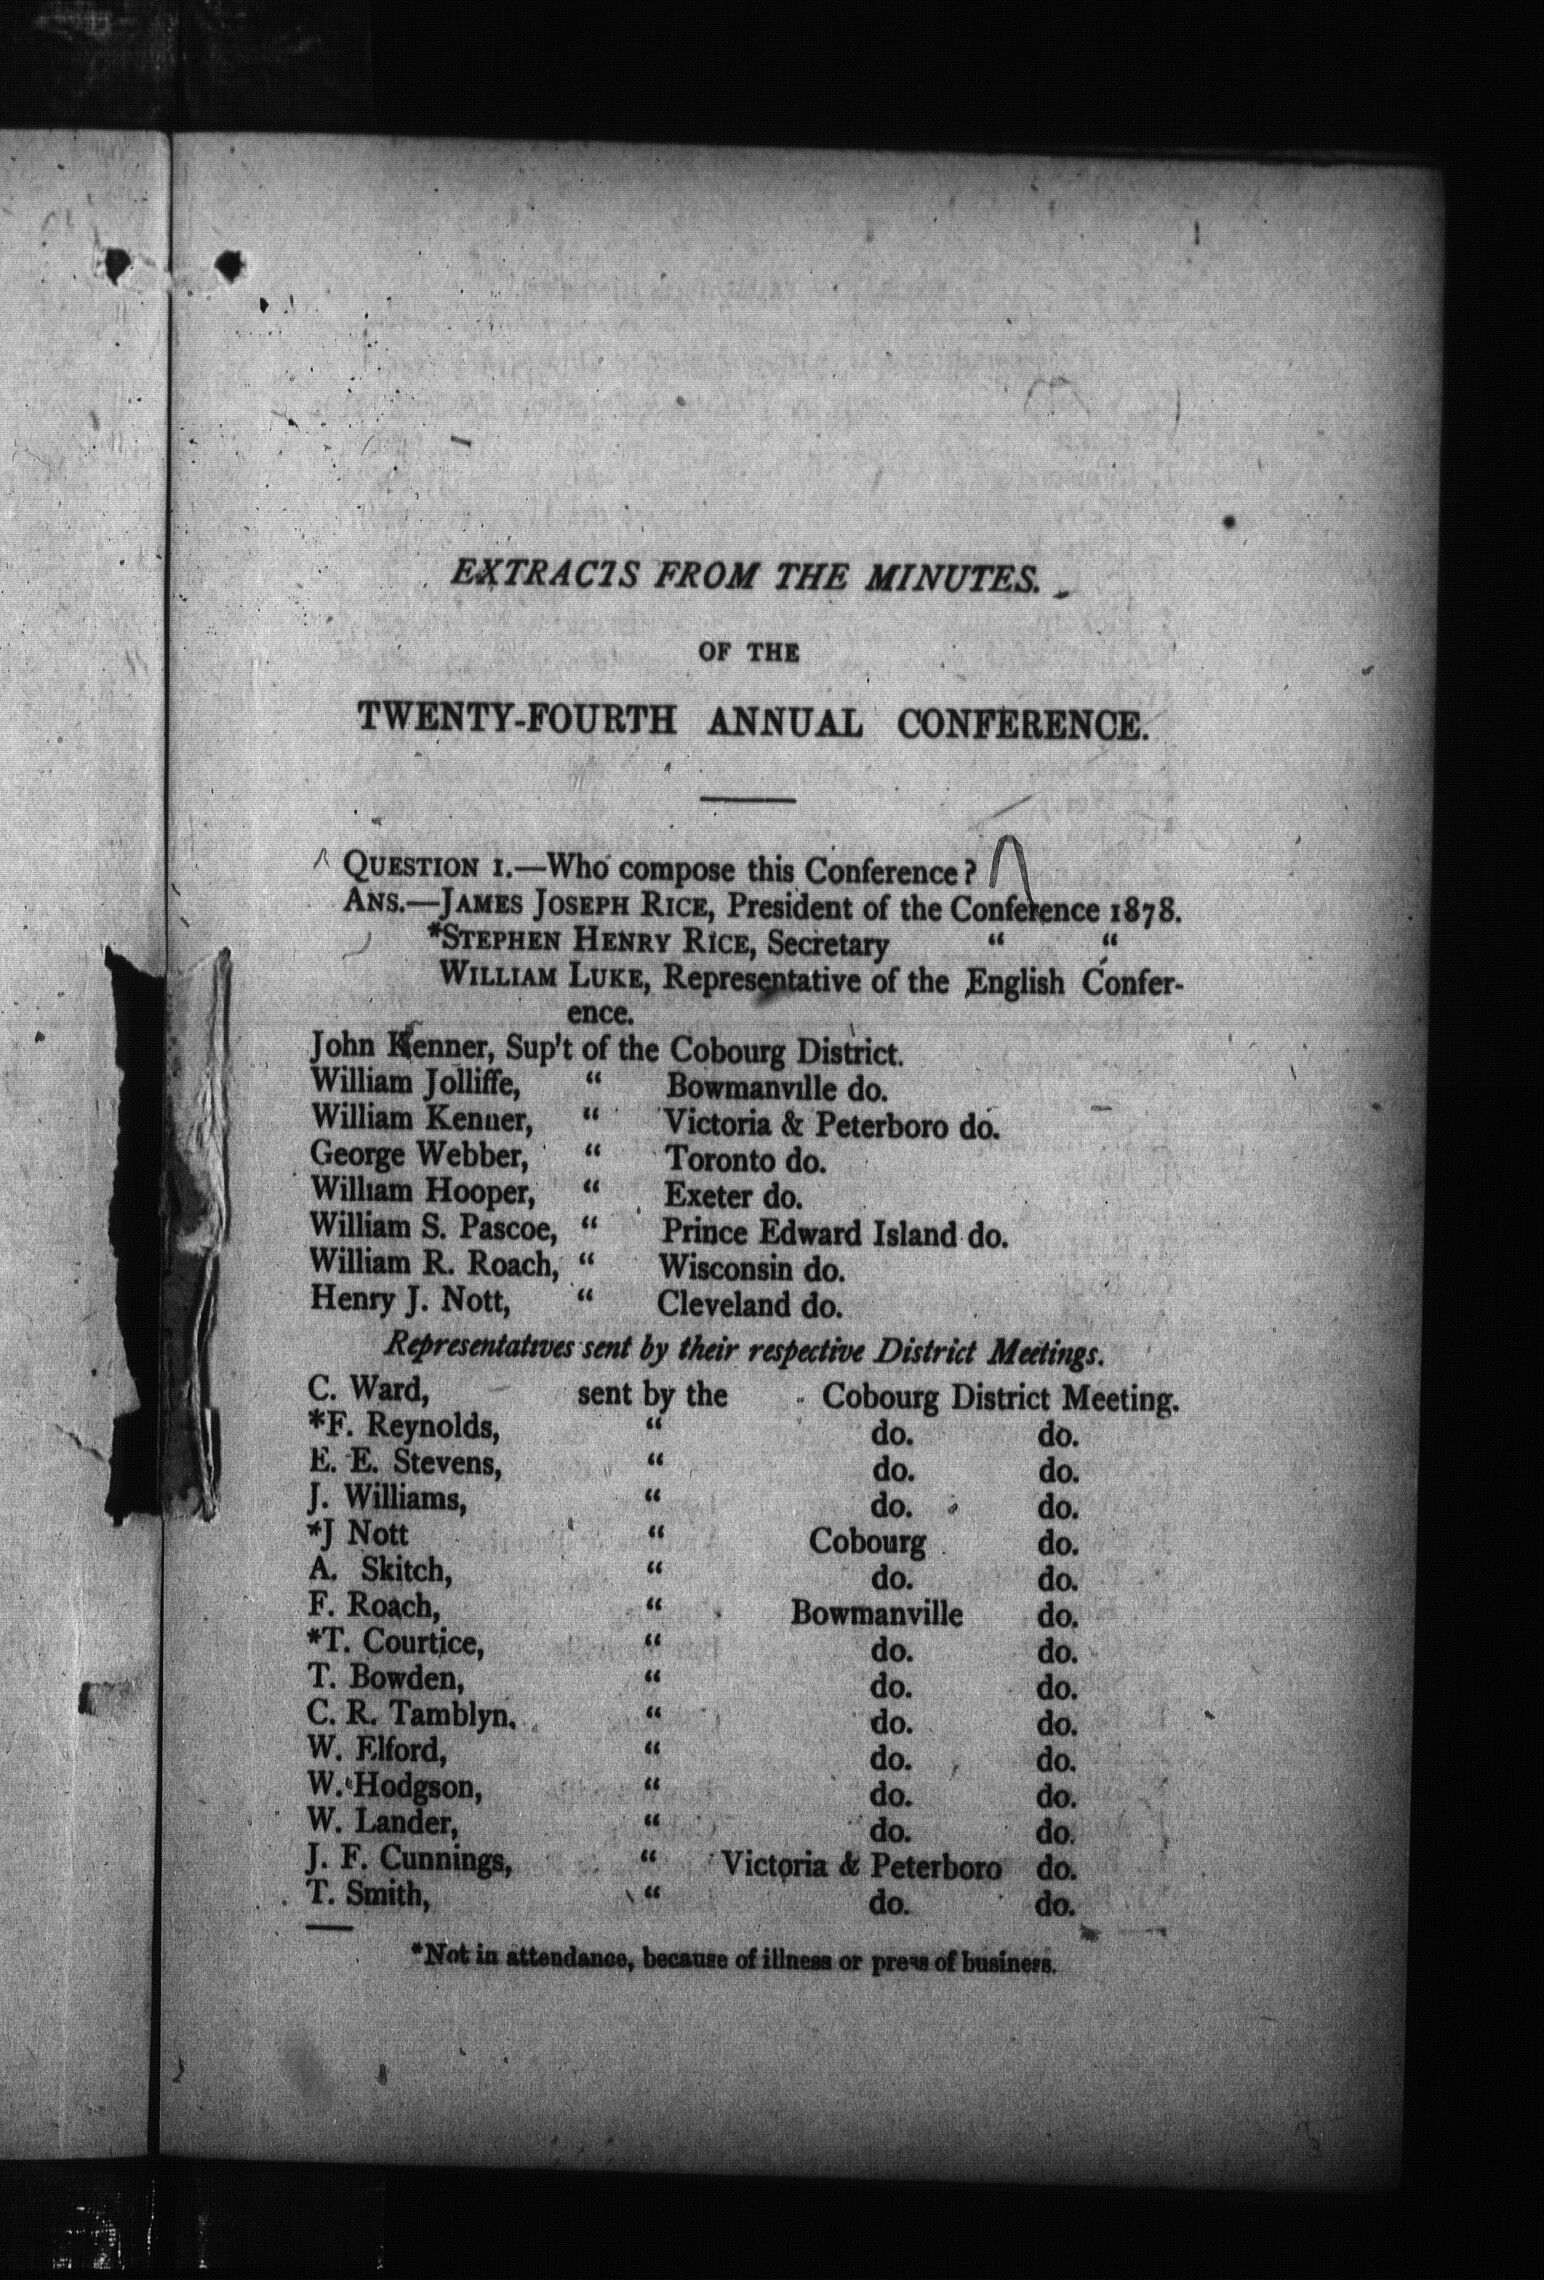 EXTRACTS FROM THE MINUTES.
OF THE
TWENTY-FOURTH ANNUAL CONFERENCE.
QUESTION 1.—Who compose this Conference?
ANS.—JAMES JOSEPH RICE, President of the Conference 1878.
*STEPHEN HENRY RICE, Secretary “ “
WILLIAM LUKE, Representative of the English Confer-
ence.
John Kenner, Sup't of the Cobourg District.
William Jolliffe, “ Bowmanville do.
William Kenner, “ Victoria & Peterboro do.
George Webber, “ Toronto do.
William Hooper, “ Exeter do.
William S. Pascoe, “ Prince Edward Island do.
William R. Roach, “ Wisconsin do.
Henry J. Nott, “ Cleveland do.
Representatives sent by their respective District Meetings.
C. Ward, sent by the Cobourg District Meeting.
*F. Reynolds, “ do. do.
E. E. Stevens, “ do. do.
J. Williams, “ do. do.
*J Nott “ Cobourg do.
A. Skitch, “ do. do.
F. Roach, “ Bowmanville do.
*T. Courtice, “ do. do.
T. Bowden, “ do. do.
C. R. Tamblyn. “ do. do.
W. Elford, “ do. do.
W. Hodgson, “ do. do.
W. Lander, “ do. do.
J. F. Cunnings, “ Victoria & Peterboro do.
T. Smith, “ do. do.
*Not in attendance, because of illness or press of business.